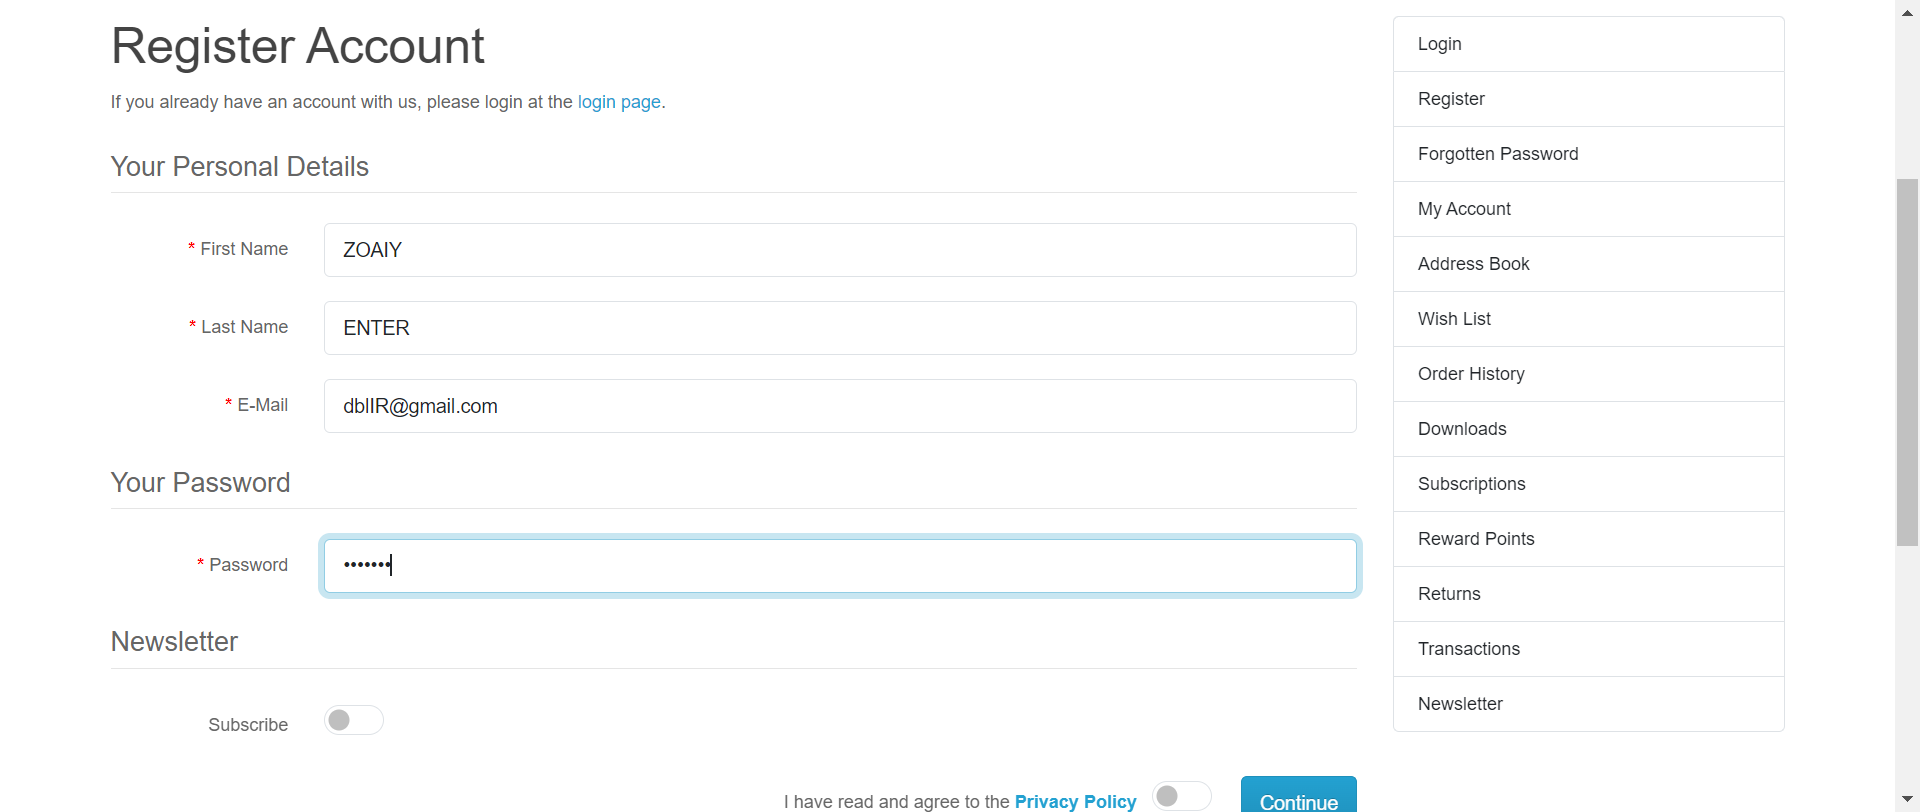 Register Account
If you already have an account with us, please login at the login page.
Your Personal Details
* First Name
ZOAIY
* Last Name
ENTER
* E-Mail
dblIR@gmail.com
Your Password
* Password
•••••••
Newsletter
Subscribe
I have read and agree to the Privacy Policy
Continue
Login
Register
Forgotten Password
My Account
Address Book
Wish List
Order History
Downloads
Subscriptions
Reward Points
Returns
Transactions
Newsletter